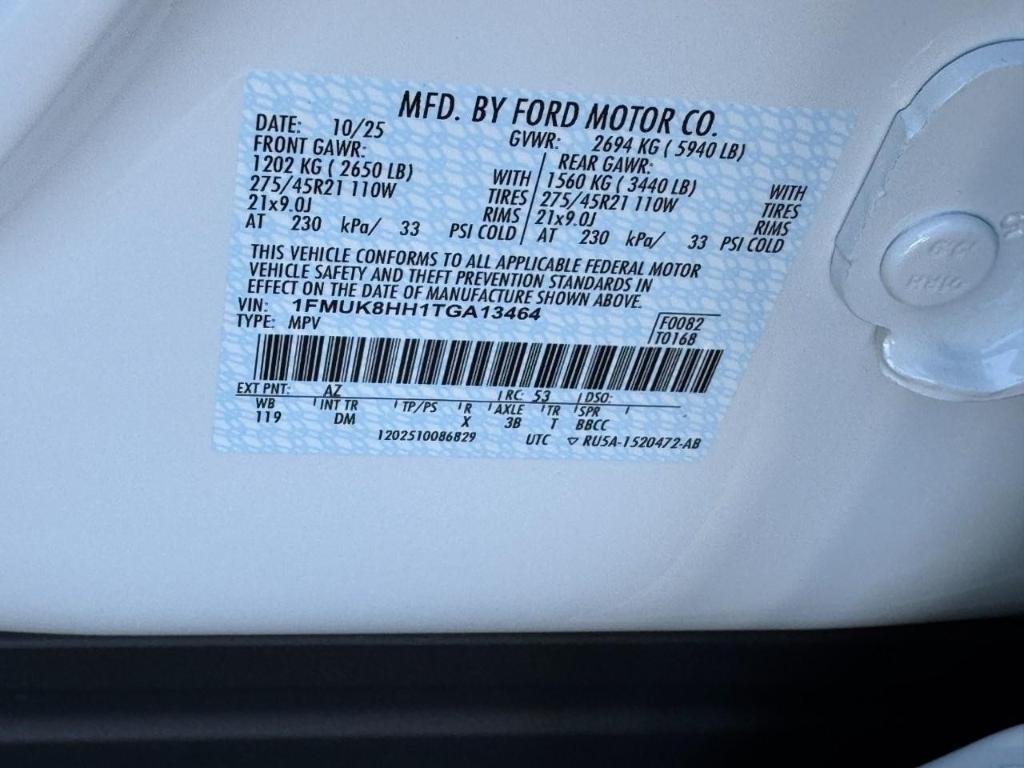 MFD. BY FORD MOTOR CO.
DATE: 10/25 GVWR: 2694 KG ( 5940 LB)
FRONT GAWR: REAR GAWR:
1202 KG ( 2650 LB) WITH 1560 KG ( 3440 LB) WITH
275/45R21 110W TIRES 275/45R21 110W TIRES
21x9.0J RIMS 21x9.0J RIMS
AT 230 kPa/ 33 PSI COLD AT 230 kPa/ 33 PSI COLD
THIS VEHICLE CONFORMS TO ALL APPLICABLE FEDERAL MOTOR
VEHICLE SAFETY AND THEFT PREVENTION STANDARDS IN
EFFECT ON THE DATE OF MANUFACTURE SHOWN ABOVE.
VIN: 1FMUK8HH1TGA13464
TYPE: MPV F0082
T0168
EXT PNT: AZ RC: 53 DSO:
WB INT TR TP/PS R AXLE TR SPR
119 DM X 3B T BBCC
1202510086829 UTC ▽ RU5A-1520472-AB